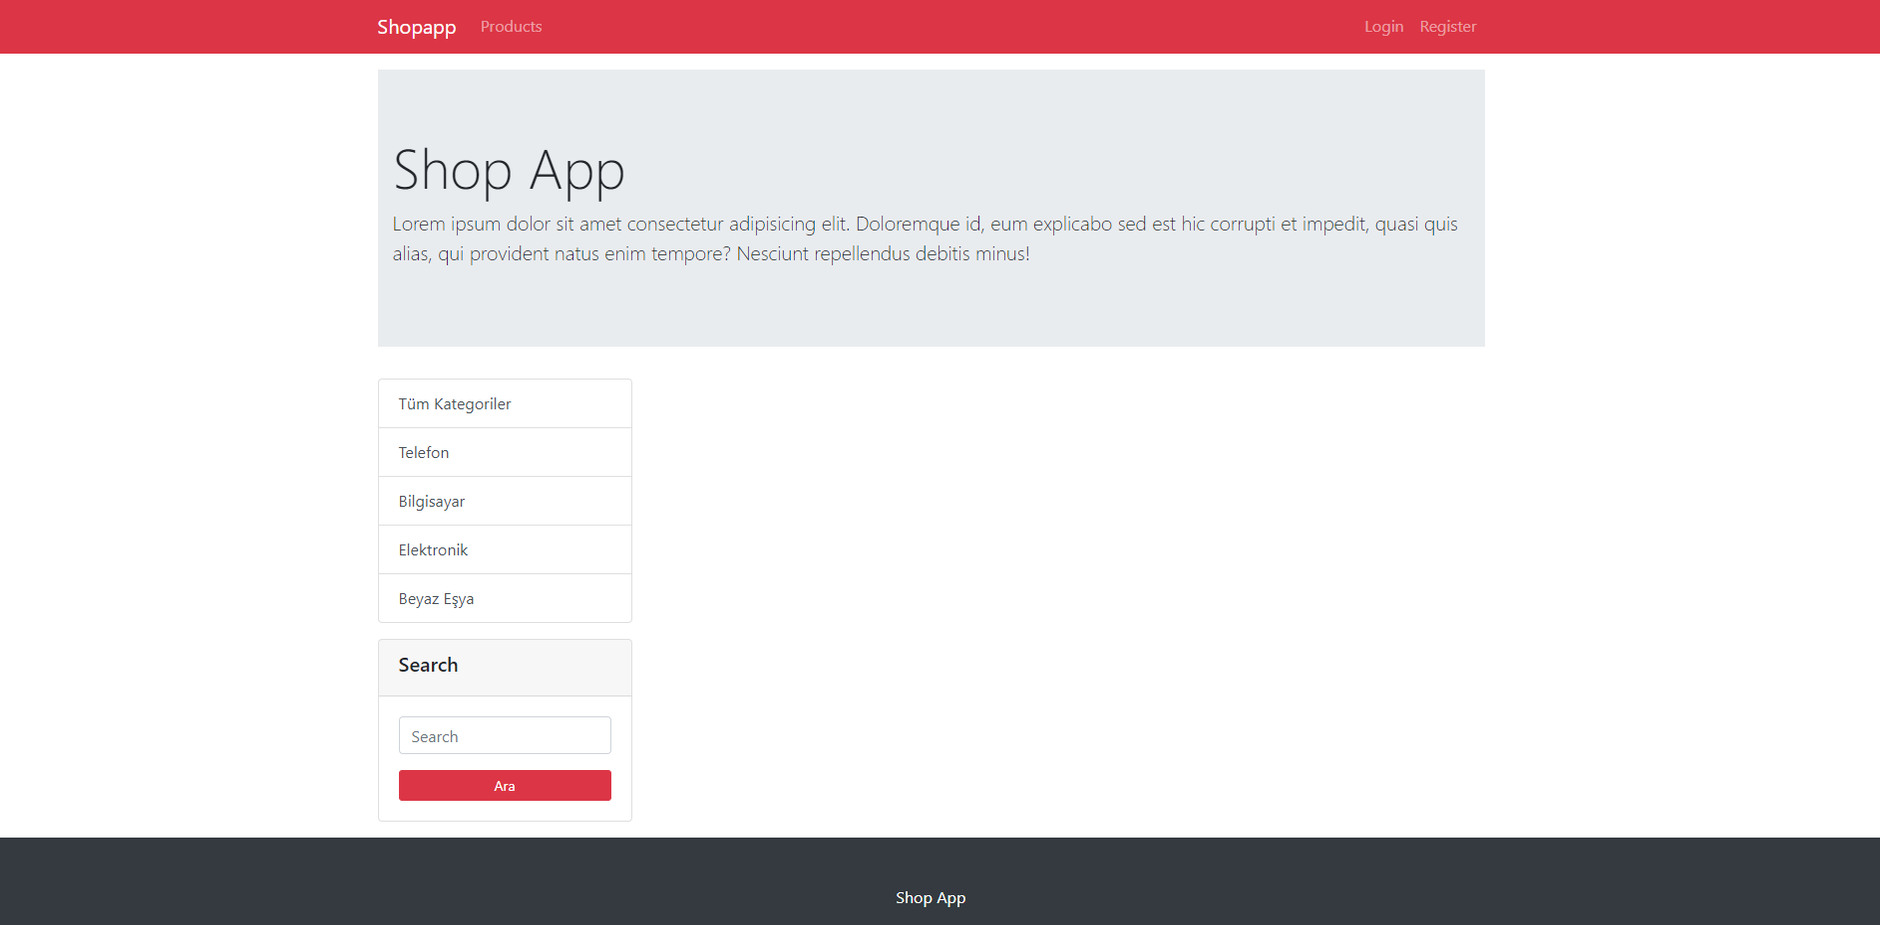 Shopapp Products Login Register
Shop App
Lorem ipsum dolor sit amet consectetur adipisicing elit. Doloremque id, eum explicabo sed est hic corrupti et impedit, quasi quis
alias, qui provident natus enim tempore? Nesciunt repellendus debitis minus!
Tüm Kategoriler
Telefon
Bilgisayar
Elektronik
Beyaz Eşya
Search
Search
Ara
Shop App